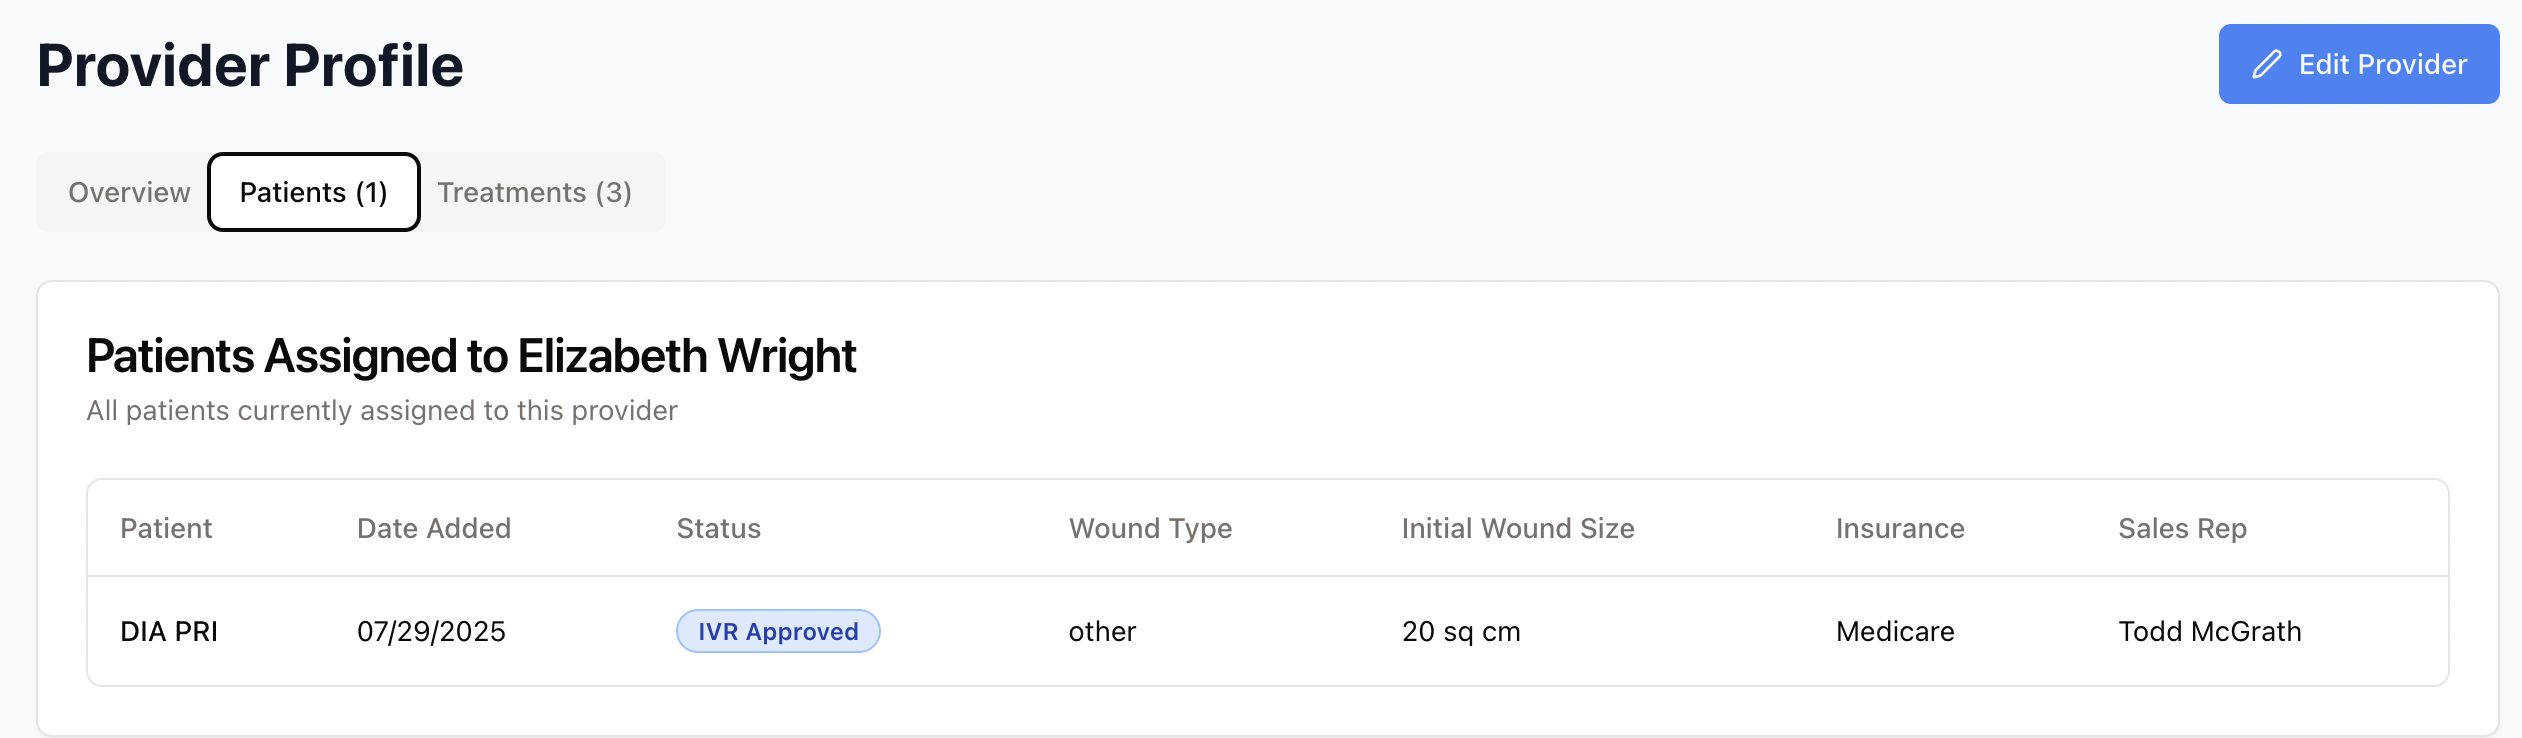 Provider Profile
Edit Provider
Overview Patients (1) Treatments (3)
Patients Assigned to Elizabeth Wright
All patients currently assigned to this provider
Patient Date Added Status Wound Type Initial Wound Size Insurance Sales Rep
DIA PRI 07/29/2025 IVR Approved other 20 sq cm Medicare Todd McGrath